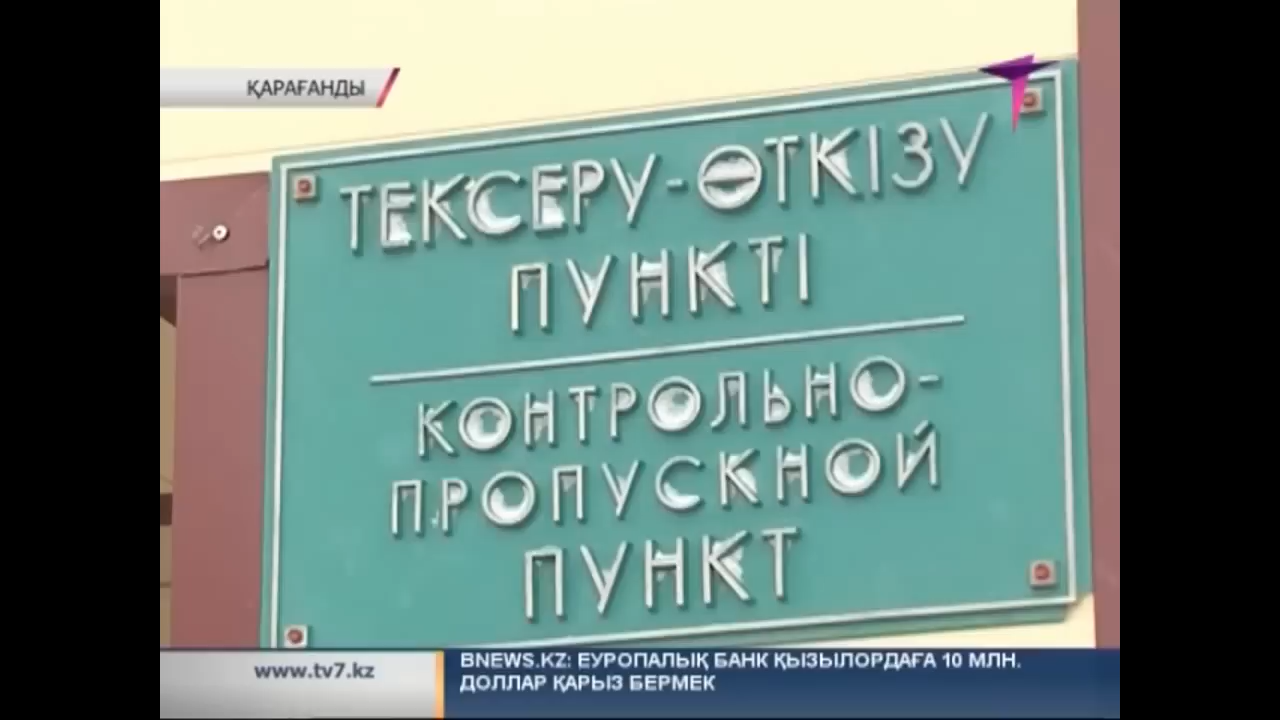 ҚАРАҒАНДЫ
ТЕКСЕРУ-ӨТКІЗУ
ПУНКТІ
КОНТРОЛЬНО-
ПРОПУСКНОЙ
ПУНКТ
www.tv7.kz
BNEWS.KZ: ЕУРОПАЛЫҚ БАНК ҚЫЗЫЛОРДАҒА 10 МЛН.
ДОЛЛАР ҚАРЫЗ БЕРМЕК